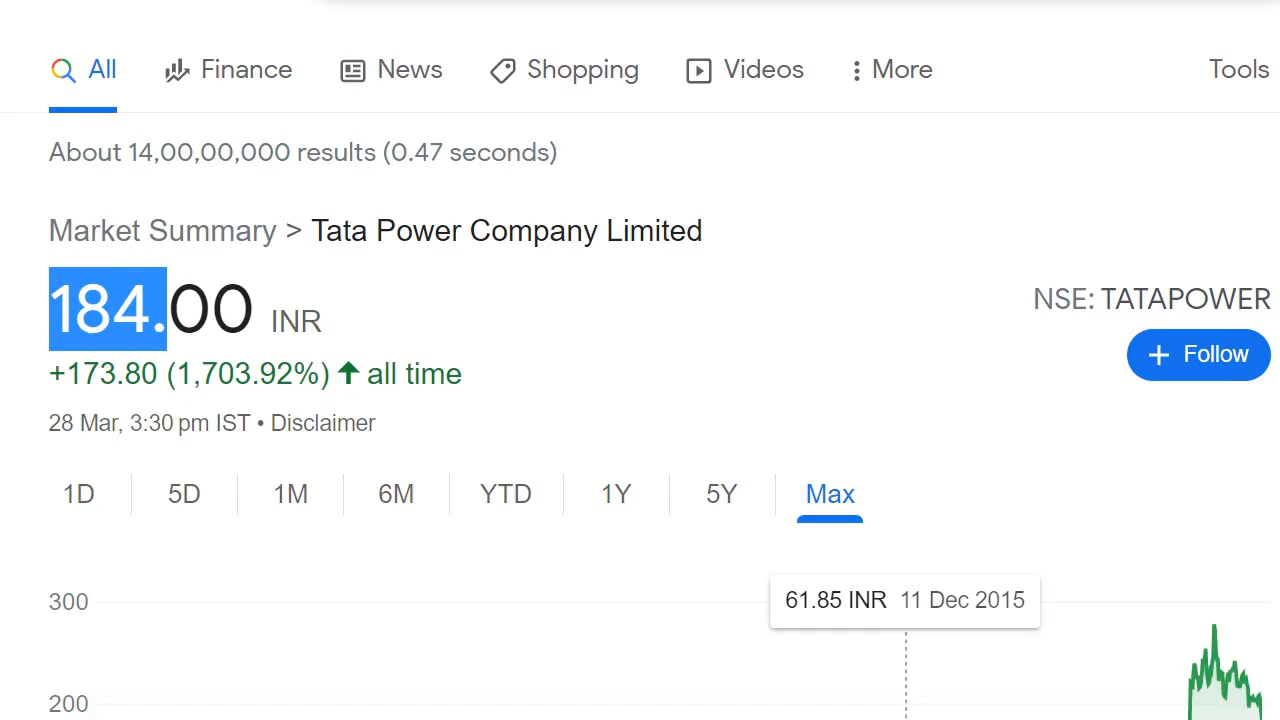 All Finance News Shopping Videos More Tools
About 14,00,00,000 results (0.47 seconds)
Market Summary > Tata Power Company Limited
184.00 INR
NSE: TATAPOWER
+ Follow
+173.80 (1,703.92%) ↑ all time
28 Mar, 3:30 pm IST • Disclaimer
1D 5D 1M 6M YTD 1Y 5Y Max
61.85 INR 11 Dec 2015
300
200